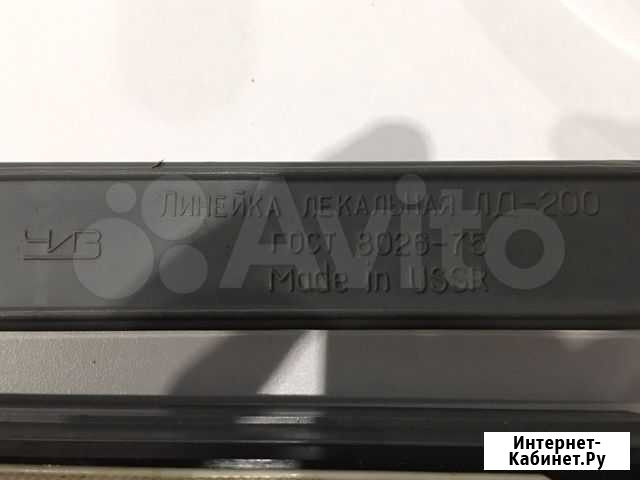 ЛИНЕЙКА ЛЕКАЛЬНАЯ ЛД-200
ЧИЗ
ГОСТ 8026-75
Made in USSR
Avito
Интернет-
Кабинет.Ру